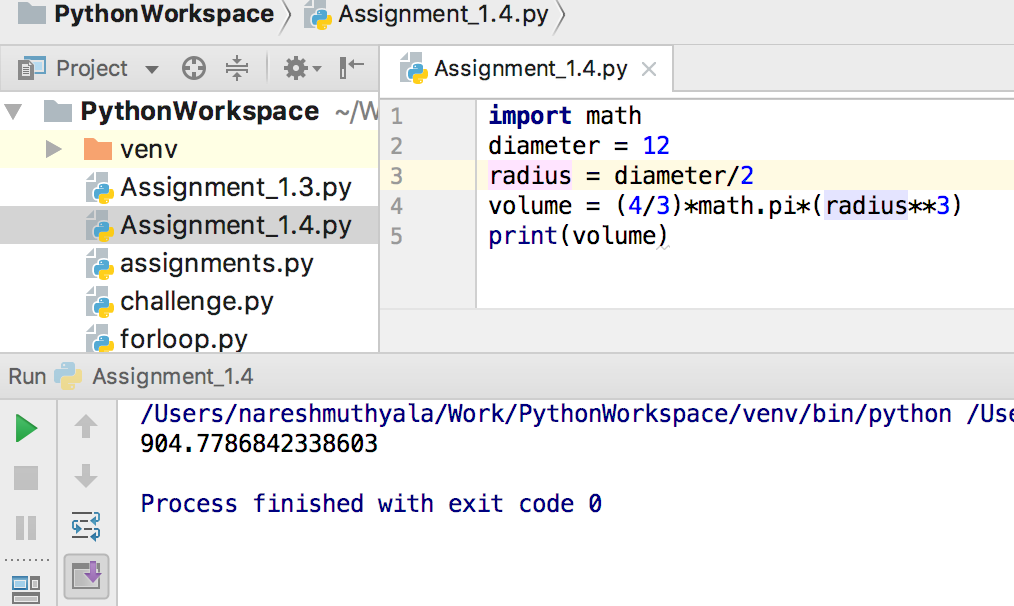 PythonWorkspace Assignment_1.4.py
Project
Assignment_1.4.py
PythonWorkspace ~/W
venv
Assignment_1.3.py
Assignment_1.4.py
assignments.py
challenge.py
forloop.py
1 import math
2 diameter = 12
3 radius = diameter/2
4 volume = (4/3)*math.pi*(radius**3)
5 print(volume)
Run Assignment_1.4
/Users/nareshmuthyala/Work/PythonWorkspace/venv/bin/python /Use
904.7786842338603
Process finished with exit code 0